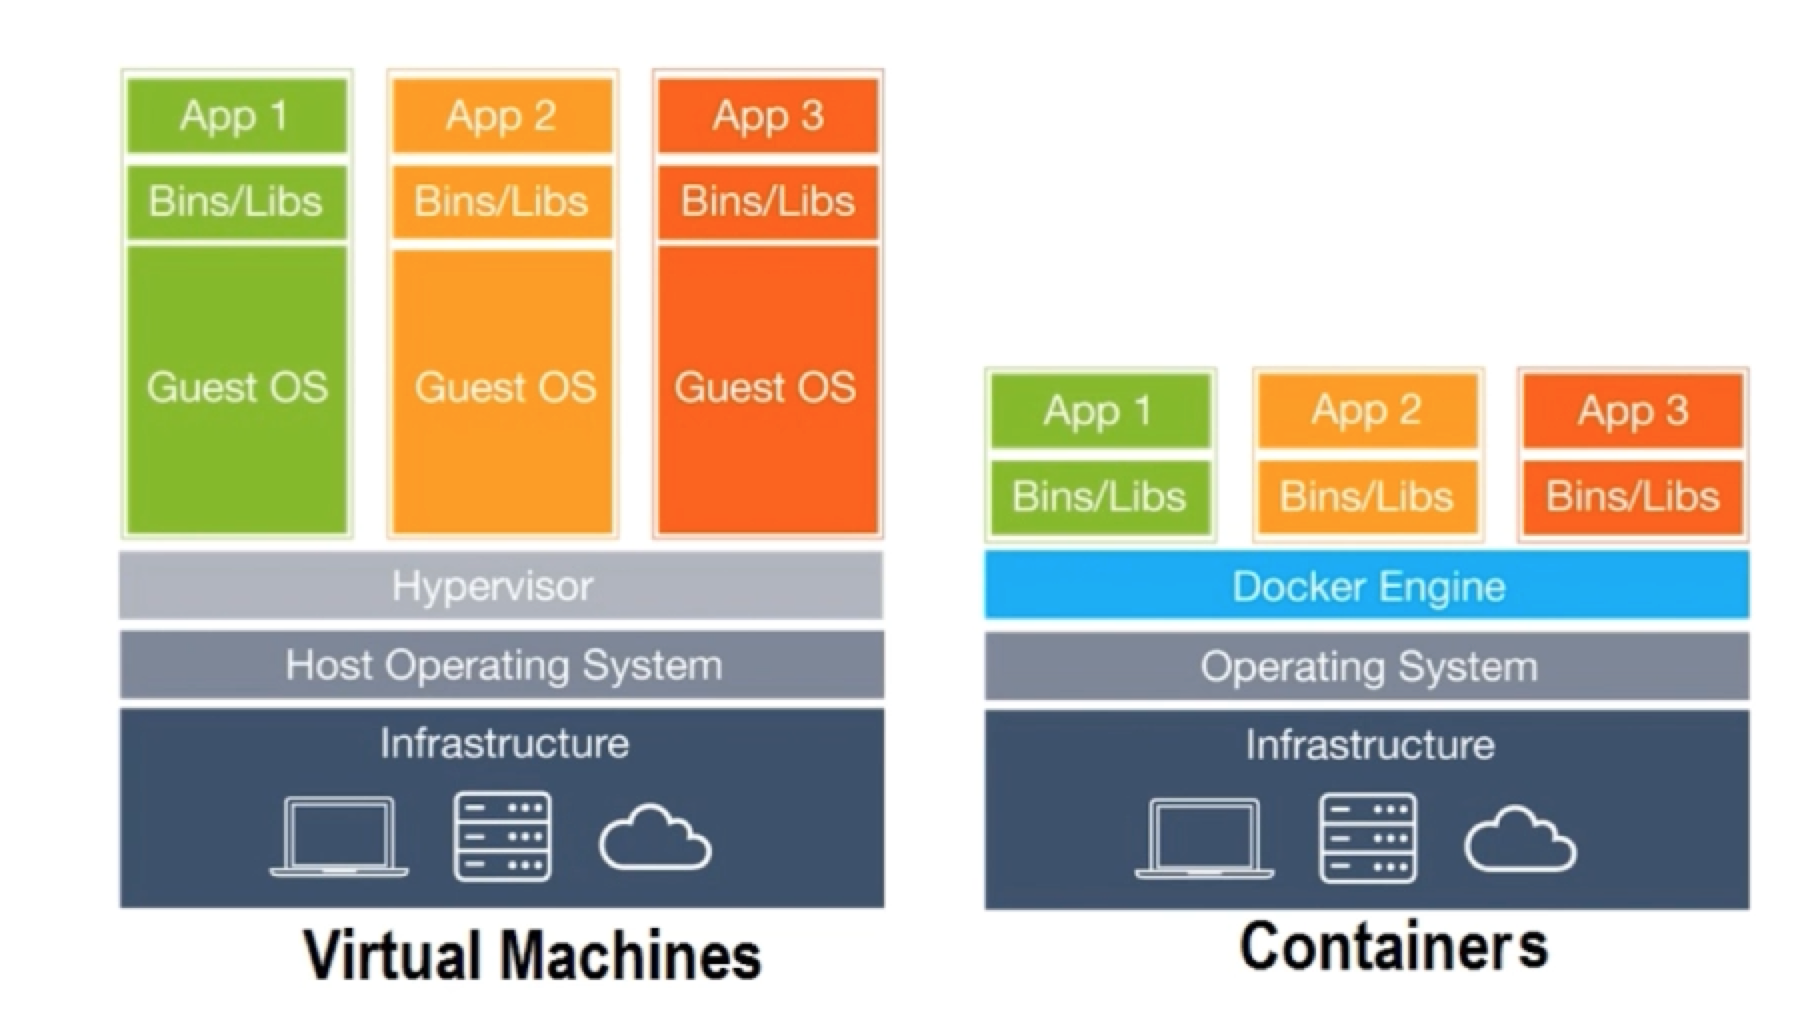 App 1
App 2
App 3
Bins/Libs
Bins/Libs
Bins/Libs
Guest OS
Guest OS
Guest OS
Hypervisor
Host Operating System
Infrastructure
Virtual Machines
App 1
App 2
App 3
Bins/Libs
Bins/Libs
Bins/Libs
Docker Engine
Operating System
Infrastructure
Containers